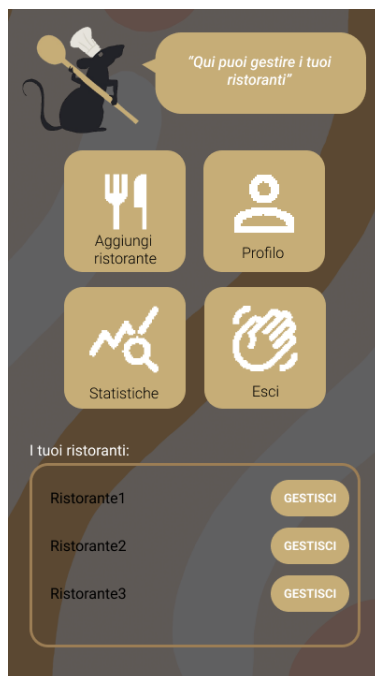 "Qui puoi gestire i tuoi
ristoranti"
Aggiungi
ristorante
Profilo
Statistiche
Esci
I tuoi ristoranti:
Ristorante1 GESTISCI
Ristorante2 GESTISCI
Ristorante3 GESTISCI